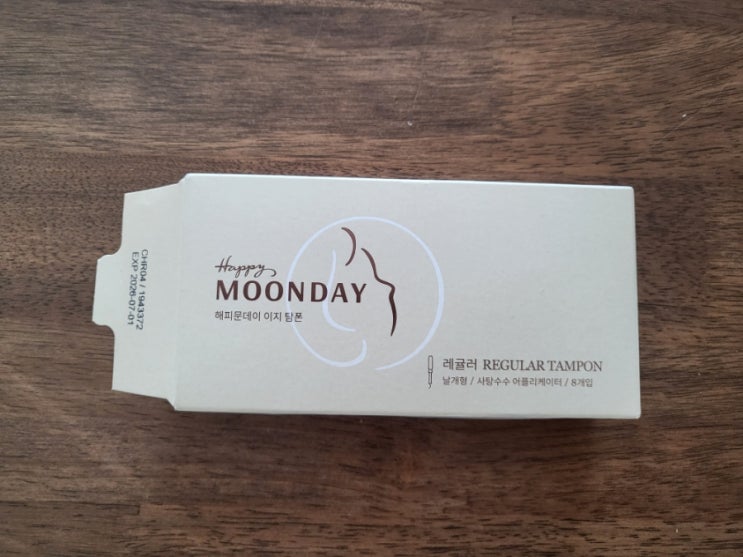 Happy
MOONDAY
해피문데이 이지 탐폰
레귤러 REGULAR TAMPON
날개형 / 사탕수수 어플리케이터 / 8개입
CHR04 / 1943372
EXP 2026-07-01